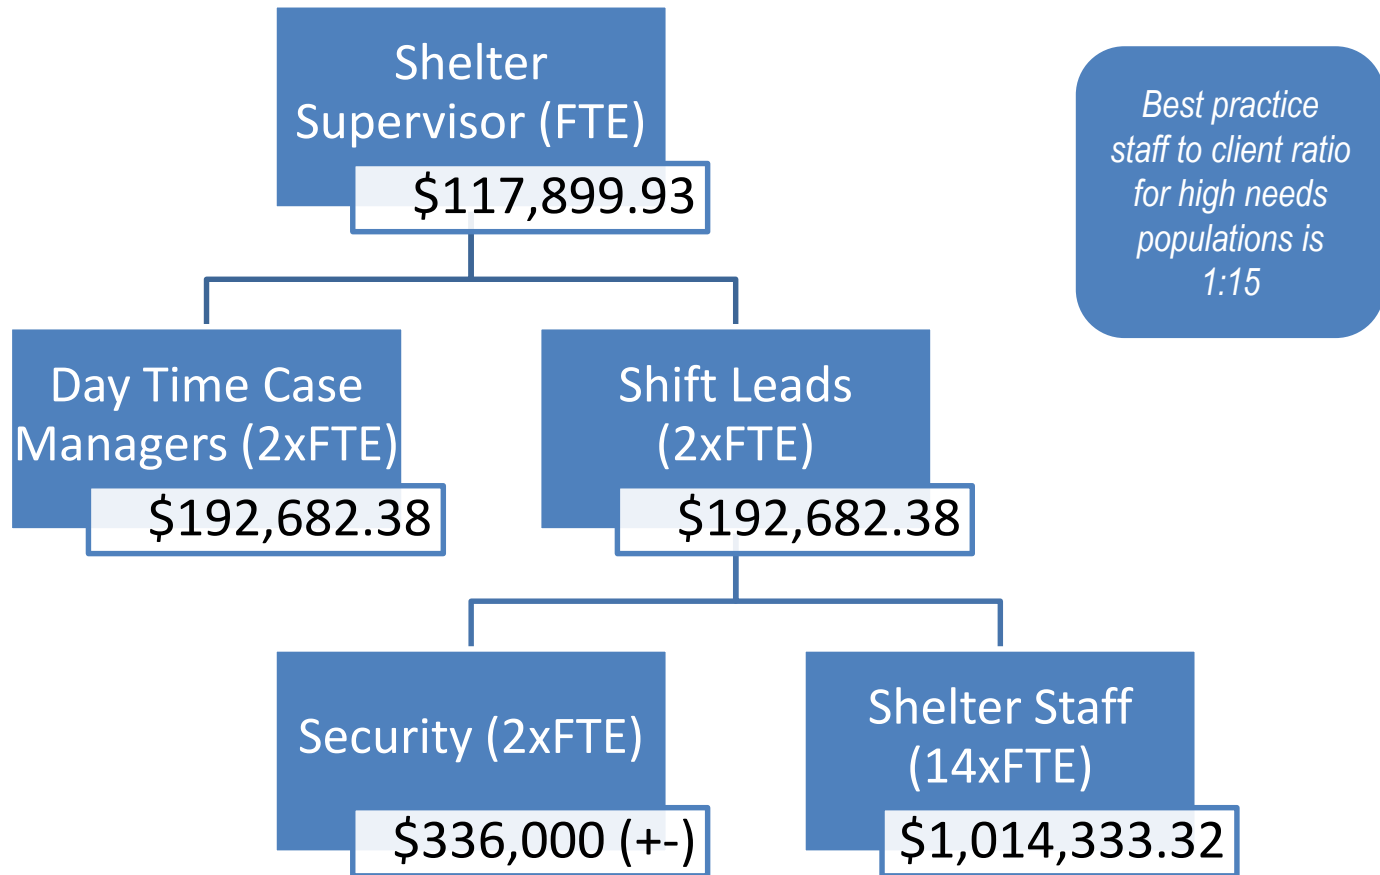 Shelter
Supervisor (FTE)
$117,899.93
Best practice
staff to client ratio
for high needs
populations is
1:15
Day Time Case
Managers (2xFTE)
$192,682.38
Shift Leads
(2xFTE)
$192,682.38
Security (2xFTE)
$336,000 (+-)
Shelter Staff
(14xFTE)
$1,014,333.32